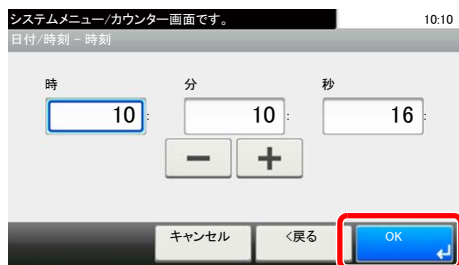 システムメニュー/カウンター画面です。 10:10
日付/時刻 - 時刻
時 分 秒
10 : 10 : 16 :
− +
キャンセル <戻る OK